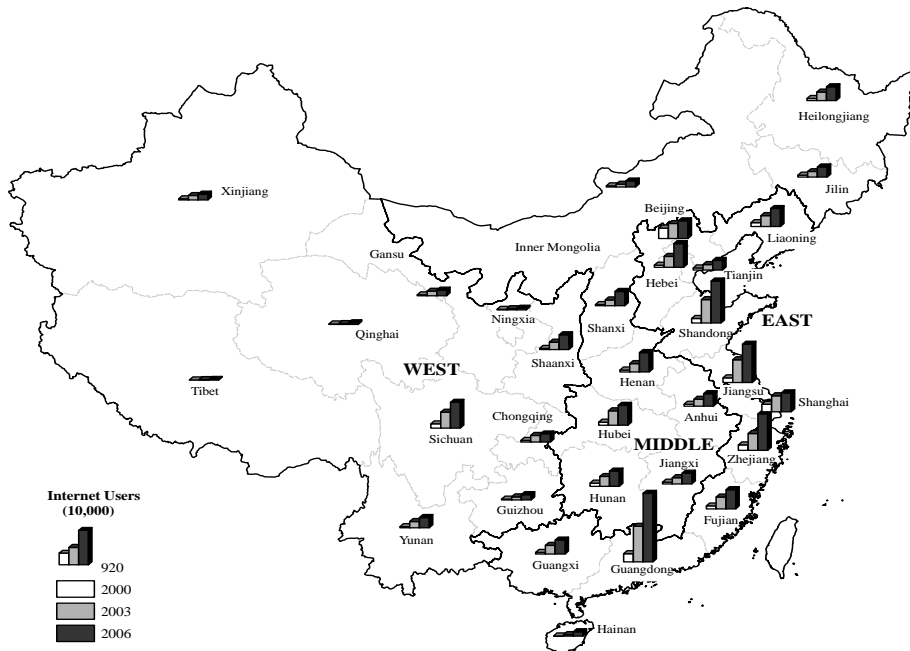 Heilongjiang
Jilin
Xinjiang
Beijing
Liaoning
Inner Mongolia
Gansu
Tianjin
Hebei
Ningxia
Shanxi
Shandong
EAST
Qinghai
Shaanxi
WEST
Henan
Jiangsu
Tibet
Shanghai
Anhui
Chongqing
Hubei
Sichuan
MIDDLE
Zhejiang
Jiangxi
Internet Users
(10,000)
Hunan
Guizhou
Fujian
Yunan
Guangxi
Guangdong
920
2000
2003
2006
Hainan